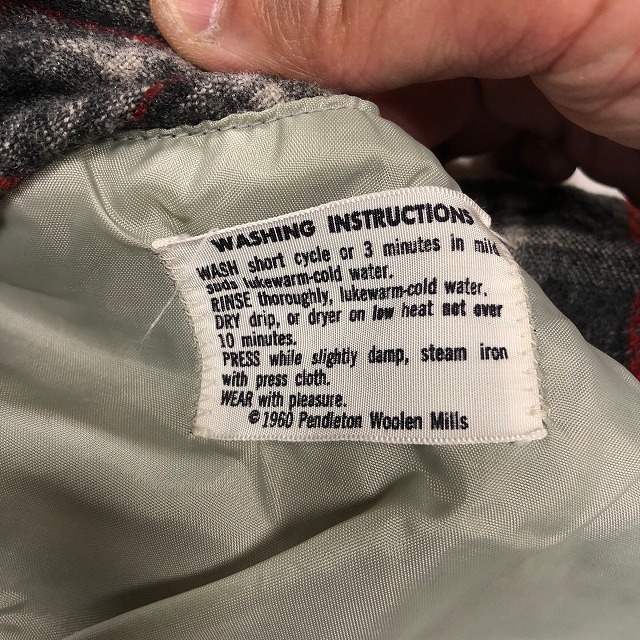 WASHING INSTRUCTIONS
WASH short cycle or 3 minutes in mild
suds lukewarm-cold water.
RINSE thoroughly, lukewarm-cold water.
DRY drip, or dryer on low heat not over
10 minutes.
PRESS while slightly damp, steam iron
with press cloth.
WEAR with pleasure.
©1960 Pendleton Woolen Mills